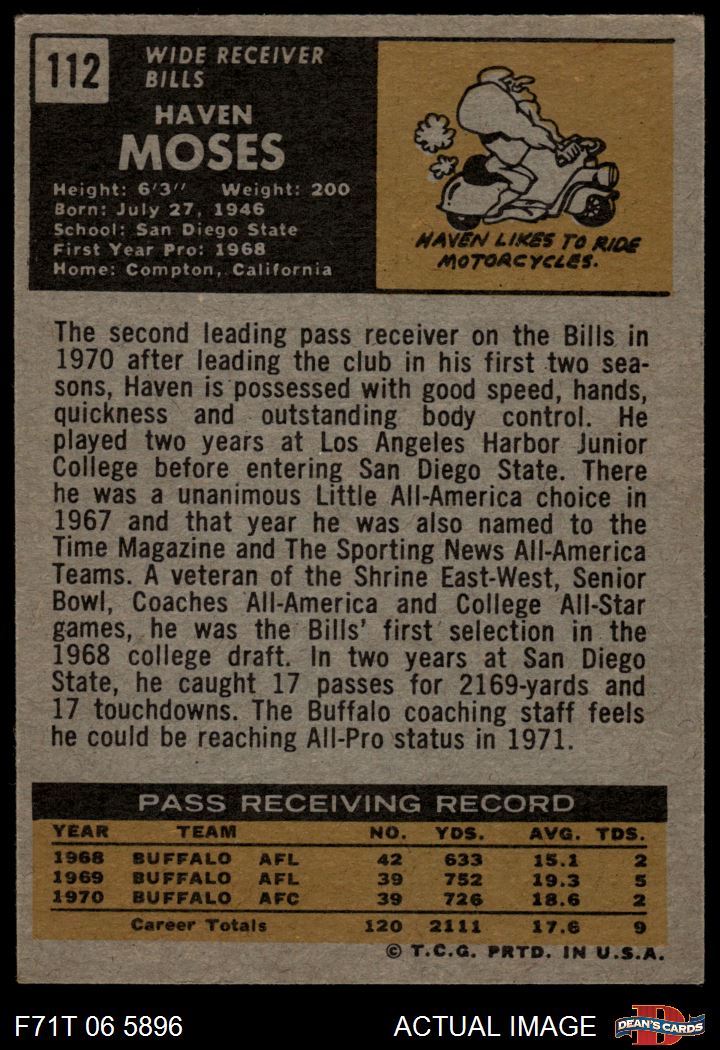 112
WIDE RECEIVER
BILLS
HAVEN
MOSES
Height: 6'3" Weight: 200
Born: July 27, 1946
School: San Diego State
First Year Pro: 1968
Home: Compton, California
HAVEN LIKES TO RIDE
MOTORCYCLES.
The second leading pass receiver on the Bills in
1970 after leading the club in his first two sea-
sons, Haven is possessed with good speed, hands,
quickness and outstanding body control. He
played two years at Los Angeles Harbor Junior
College before entering San Diego State. There
he was a unanimous Little All-America choice in
1967 and that year he was also named to the
Time Magazine and The Sporting News All-America
Teams. A veteran of the Shrine East-West, Senior
Bowl, Coaches All-America and College All-Star
games, he was the Bills' first selection in the
1968 college draft. In two years at San Diego
State, he caught 17 passes for 2169-yards and
17 touchdowns. The Buffalo coaching staff feels
he could be reaching All-Pro status in 1971.
PASS RECEIVING RECORD
YEAR TEAM NO. YDS. AVG. TDS.
1968 BUFFALO AFL 42 633 15.1 2
1969 BUFFALO AFL 39 752 19.3 5
1970 BUFFALO AFC 39 726 18.6 2
Career Totals 120 2111 17.6 9
© T.C.G. PRTD. IN U.S.A.
F71T 06 5896 ACTUAL IMAGE D DEAN'S CARDS